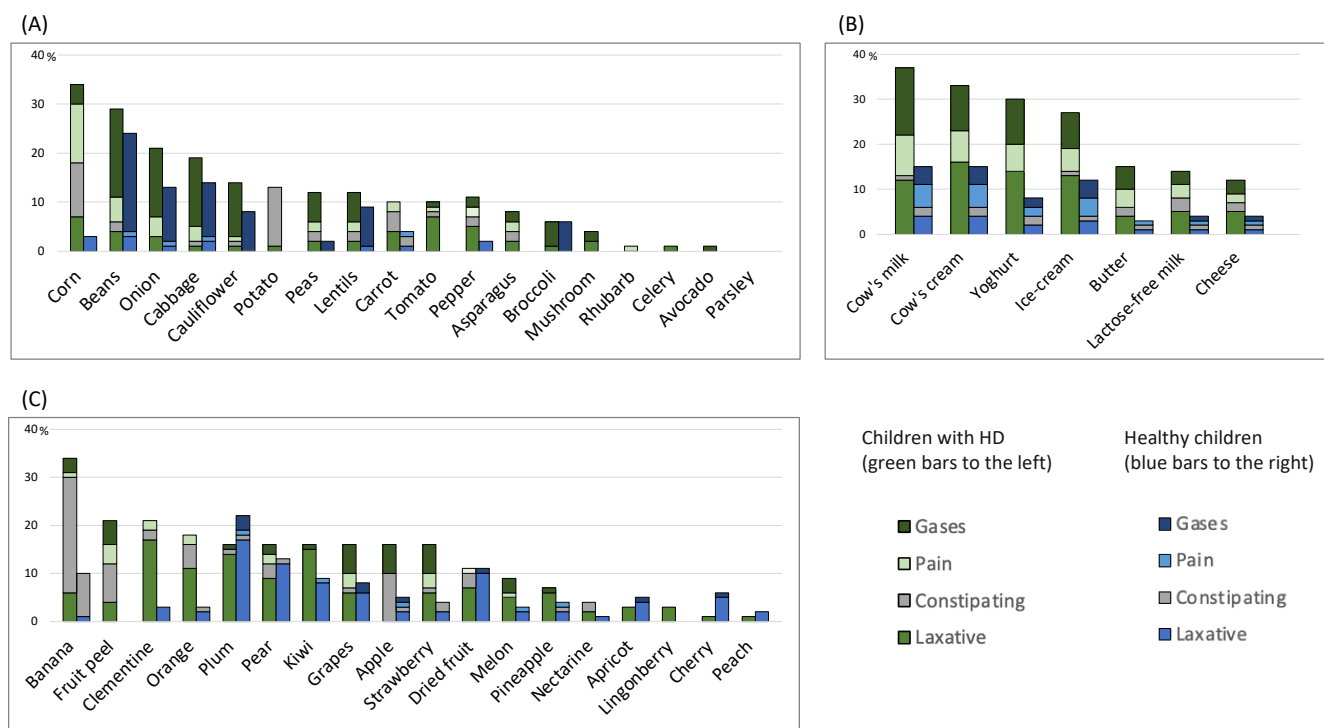 (A)
40 %
30
20
10
0
Corn
Beans
Onion
Cabbage
Cauliflower
Potato
Peas
Lentils
Carrot
Tomato
Pepper
Asparagus
Broccoli
Mushroom
Rhubarb
Celery
Avocado
Parsley
(B)
40 %
30
20
10
0
Cow's milk
Cow's cream
Yoghurt
Ice-cream
Butter
Lactose-free milk
Cheese
(C)
40 %
30
20
10
0
Banana
Fruit peel
Clementine
Orange
Plum
Pear
Kiwi
Grapes
Apple
Strawberry
Dried fruit
Melon
Pineapple
Nectarine
Apricot
Lingonberry
Cherry
Peach
Children with HD
(green bars to the left)
Gases
Pain
Constipating
Laxative
Healthy children
(blue bars to the right)
Gases
Pain
Constipating
Laxative